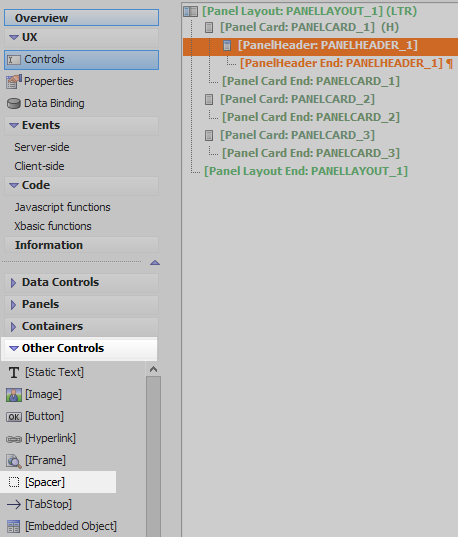 Overview
UX
Controls
Properties
Data Binding
Events
Server-side
Client-side
Code
Javascript functions
Xbasic functions
Information
Data Controls
Panels
Containers
Other Controls
[Static Text]
[Image]
OK [Button]
[Hyperlink]
[IFrame]
[Spacer]
[TabStop]
[Embedded Object]
[Panel Layout: PANELLAYOUT_1] (LTR)
[Panel Card: PANELCARD_1] (H)
[PanelHeader: PANELHEADER_1]
[PanelHeader End: PANELHEADER_1] ¶
[Panel Card End: PANELCARD_1]
[Panel Card: PANELCARD_2]
[Panel Card End: PANELCARD_2]
[Panel Card: PANELCARD_3]
[Panel Card End: PANELCARD_3]
[Panel Layout End: PANELLAYOUT_1]